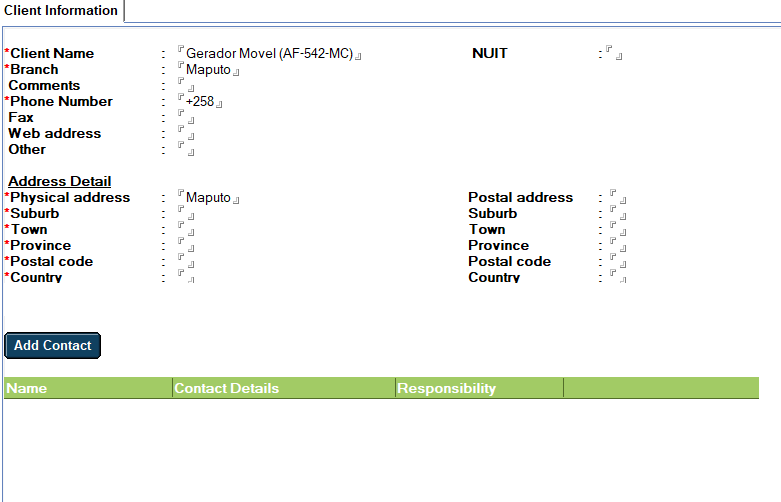 Client Information
*Client Name : Gerador Movel (AF-542-MC) NUIT :
*Branch : Maputo
Comments :
*Phone Number : +258
Fax :
Web address :
Other :
Address Detail
*Physical address : Maputo Postal address :
*Suburb : Suburb :
*Town : Town :
*Province : Province :
*Postal code : Postal code :
*Country : Country :
Add Contact
Name Contact Details Responsibility